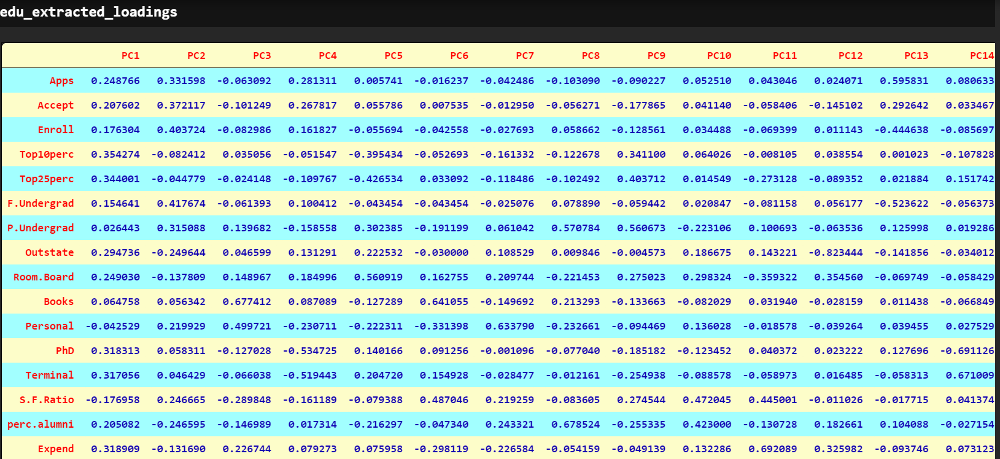 edu_extracted_loadings
PC1 PC2 PC3 PC4 PC5 PC6 PC7 PC8 PC9 PC10 PC11 PC12 PC13 PC14
Apps 0.248766 0.331598 -0.063092 0.281311 0.005741 -0.016237 -0.042486 -0.103090 -0.090227 0.052510 0.043046 0.024071 0.595831 0.080633
Accept 0.207602 0.372117 -0.101249 0.267817 0.055786 0.007535 -0.012950 -0.056271 -0.177865 0.041140 -0.058406 -0.145102 0.292642 0.033467
Enroll 0.176304 0.403724 -0.082986 0.161827 -0.055694 -0.042558 -0.027693 0.058662 -0.128561 0.034488 -0.069399 0.011143 -0.444638 -0.085697
Top10perc 0.354274 -0.082412 0.035056 -0.051547 -0.395434 -0.052693 -0.161332 -0.122678 0.341100 0.064026 -0.008105 0.038554 0.001023 -0.107828
Top25perc 0.344001 -0.044779 -0.024148 -0.109767 -0.426534 0.033092 -0.118486 -0.102492 0.403712 0.014549 -0.273128 -0.089352 0.021884 0.151742
F.Undergrad 0.154641 0.417674 -0.061393 0.100412 -0.043454 -0.043454 -0.025076 0.078890 -0.059442 0.020847 -0.081158 0.056177 -0.523622 -0.056373
P.Undergrad 0.026443 0.315088 0.139682 -0.158558 0.302385 -0.191199 0.061042 0.570784 0.560673 -0.223106 0.100693 -0.063536 0.125998 0.019286
Outstate 0.294736 -0.249644 0.046599 0.131291 0.222532 -0.030000 0.108529 0.009846 -0.004573 0.186675 0.143221 -0.823444 -0.141856 -0.034012
Room.Board 0.249030 -0.137809 0.148967 0.184996 0.560919 0.162755 0.209744 -0.221453 0.275023 0.298324 -0.359322 0.354560 -0.069749 -0.058429
Books 0.064758 0.056342 0.677412 0.087089 -0.127289 0.641055 -0.149692 0.213293 -0.133663 -0.082029 0.031940 -0.028159 0.011438 -0.066849
Personal -0.042529 0.219929 0.499721 -0.230711 -0.222311 -0.331398 0.633790 -0.232661 -0.094469 0.136028 -0.018578 -0.039264 0.039455 0.027529
PhD 0.318313 0.058311 -0.127028 -0.534725 0.140166 0.091256 -0.001096 -0.077040 -0.185182 -0.123452 0.040372 0.023222 0.127696 -0.691126
Terminal 0.317056 0.046429 -0.066038 -0.519443 0.204720 0.154928 -0.028477 -0.012161 -0.254938 -0.088578 -0.058973 0.016485 -0.058313 0.671009
S.F.Ratio -0.176958 0.246665 -0.289848 -0.161189 -0.079388 0.487046 0.219259 -0.083605 0.274544 0.472045 0.445001 -0.011026 -0.017715 0.041374
perc.alumni 0.205082 -0.246595 -0.146989 0.017314 -0.216297 -0.047340 0.243321 0.678524 -0.255335 0.423000 -0.130728 0.182661 0.104088 -0.027154
Expend 0.318909 -0.131690 0.226744 0.079273 0.075958 -0.298119 -0.226584 -0.054159 -0.049139 0.132286 0.692089 0.325982 -0.093746 0.073123